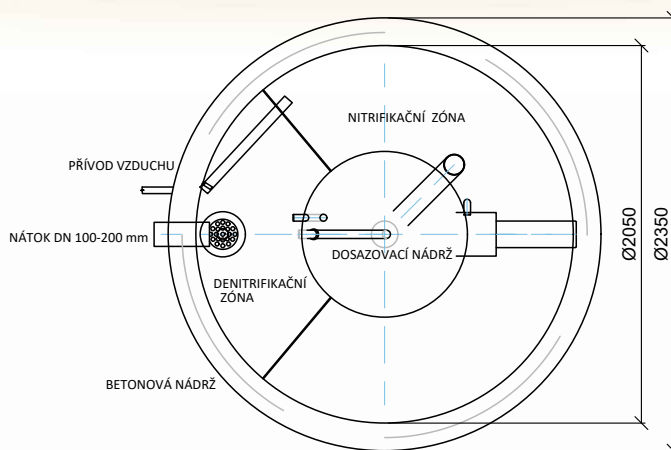 NITRIFIKAČNÍ ZÓNA
PŘÍVOD VZDUCHU
NÁTOK DN 100-200 mm
DOSAZOVACÍ NÁDRŽ
DENITRIFIKAČNÍ
ZÓNA
BETONOVÁ NÁDRŽ
Ø2050
Ø2350